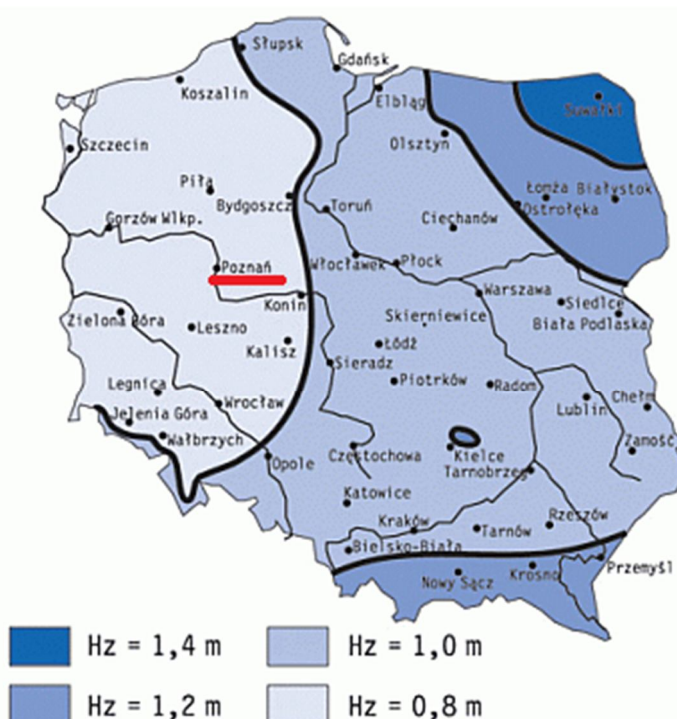 Słupsk
Gdańsk
Koszalin
Elbląg
Suwałki
Szczecin
Olsztyn
Piła
Łomża Białystok
Bydgoszcz
Toruń
Ciechanów
Ostrołęka
Gorzów Wlkp.
Poznań
Włocławek
Płock
Konin
Warszawa
Siedlce
Zielona Góra
Leszno
Skierniewice
Biała Podlaska
Kalisz
Łódź
Sieradz
Legnica
Piotrków
Radom
Wrocław
Lublin
Chełm
Jelenia Góra
Wałbrzych
Zamość
Opole
Częstochowa
Kielce
Tarnobrzeg
Katowice
Kraków
Tarnów
Rzeszów
Bielsko-Biała
Przemyśl
Nowy Sącz
Krosno
Hz = 1,4 m
Hz = 1,0 m
Hz = 1,2 m
Hz = 0,8 m